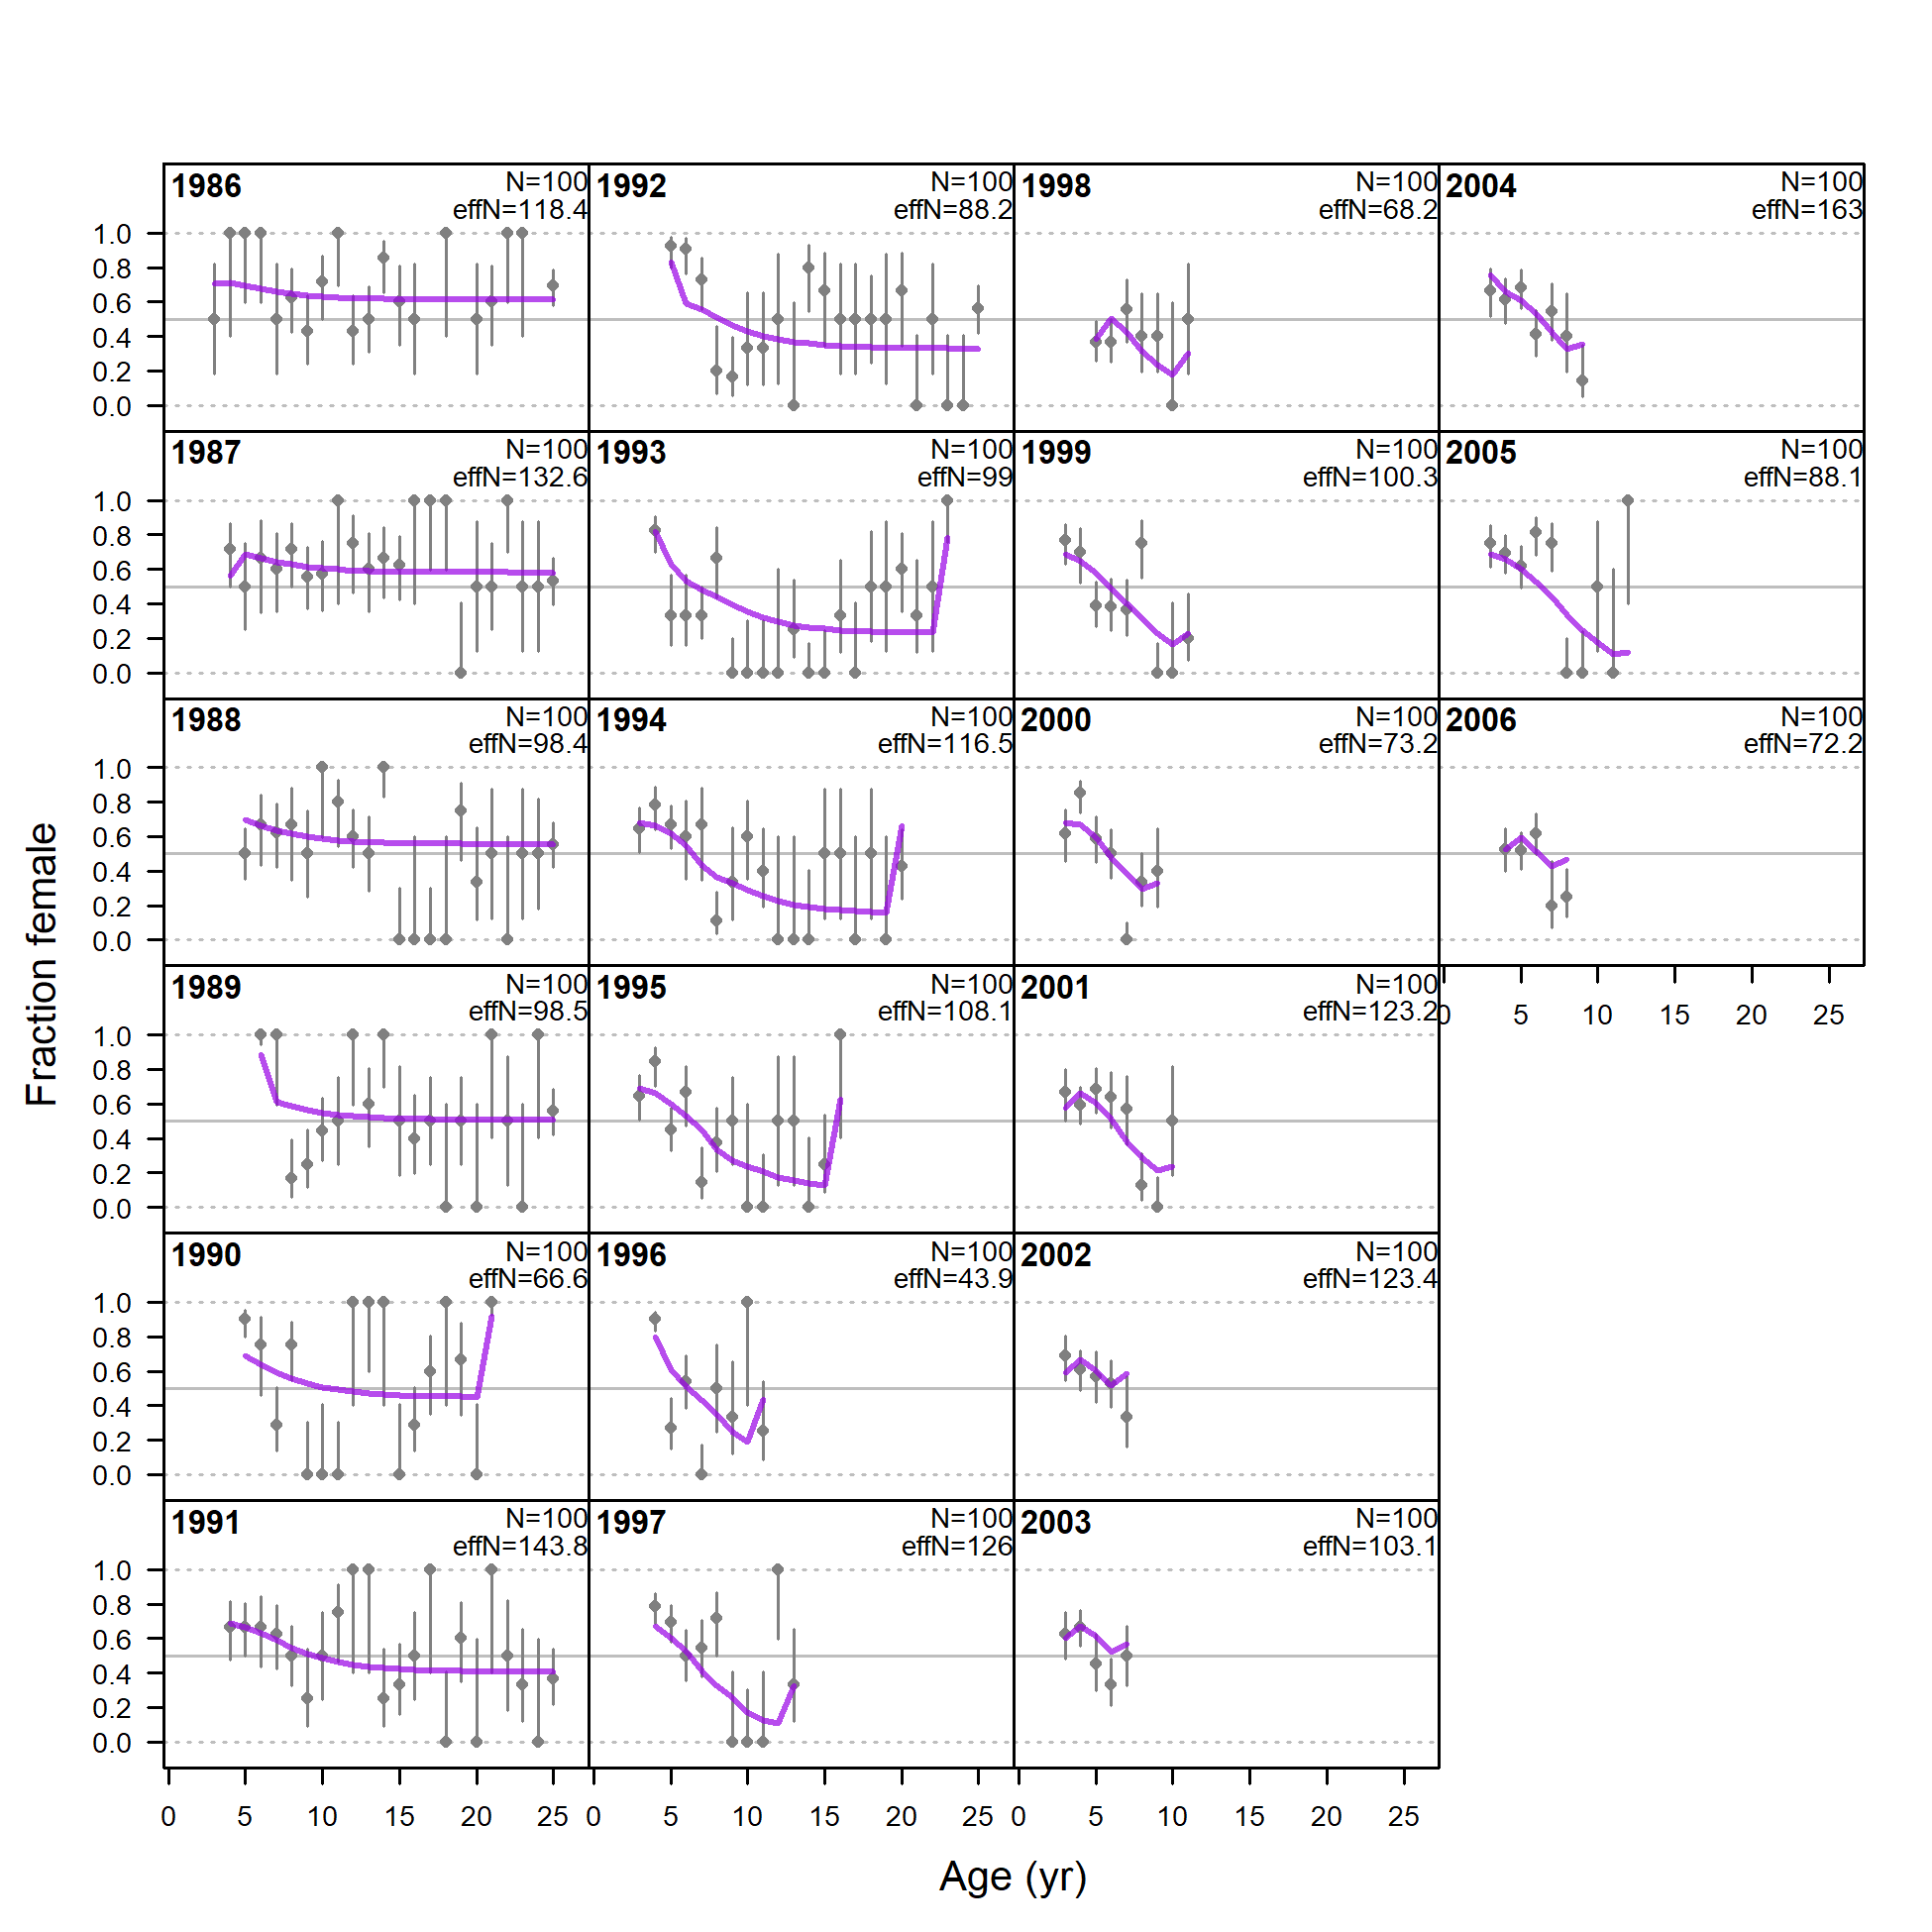 Fraction female
1986 N=100
effN=118.4
1992 N=100
effN=88.2
1998 N=100
effN=68.2
2004 N=100
effN=163
1.0
0.8
0.6
0.4
0.2
0.0
1987 N=100
effN=132.6
1993 N=100
effN=99
1999 N=100
effN=100.3
2005 N=100
effN=88.1
1.0
0.8
0.6
0.4
0.2
0.0
1988 N=100
effN=98.4
1994 N=100
effN=116.5
2000 N=100
effN=73.2
2006 N=100
effN=72.2
1.0
0.8
0.6
0.4
0.2
0.0
1989 N=100
effN=98.5
1995 N=100
effN=108.1
2001 N=100
effN=123.2
0 5 10 15 20 25
1.0
0.8
0.6
0.4
0.2
0.0
1990 N=100
effN=66.6
1996 N=100
effN=43.9
2002 N=100
effN=123.4
1.0
0.8
0.6
0.4
0.2
0.0
1991 N=100
effN=143.8
1997 N=100
effN=126
2003 N=100
effN=103.1
1.0
0.8
0.6
0.4
0.2
0.0
0 5 10 15 20 25 0 5 10 15 20 25 0 5 10 15 20 25
Age (yr)